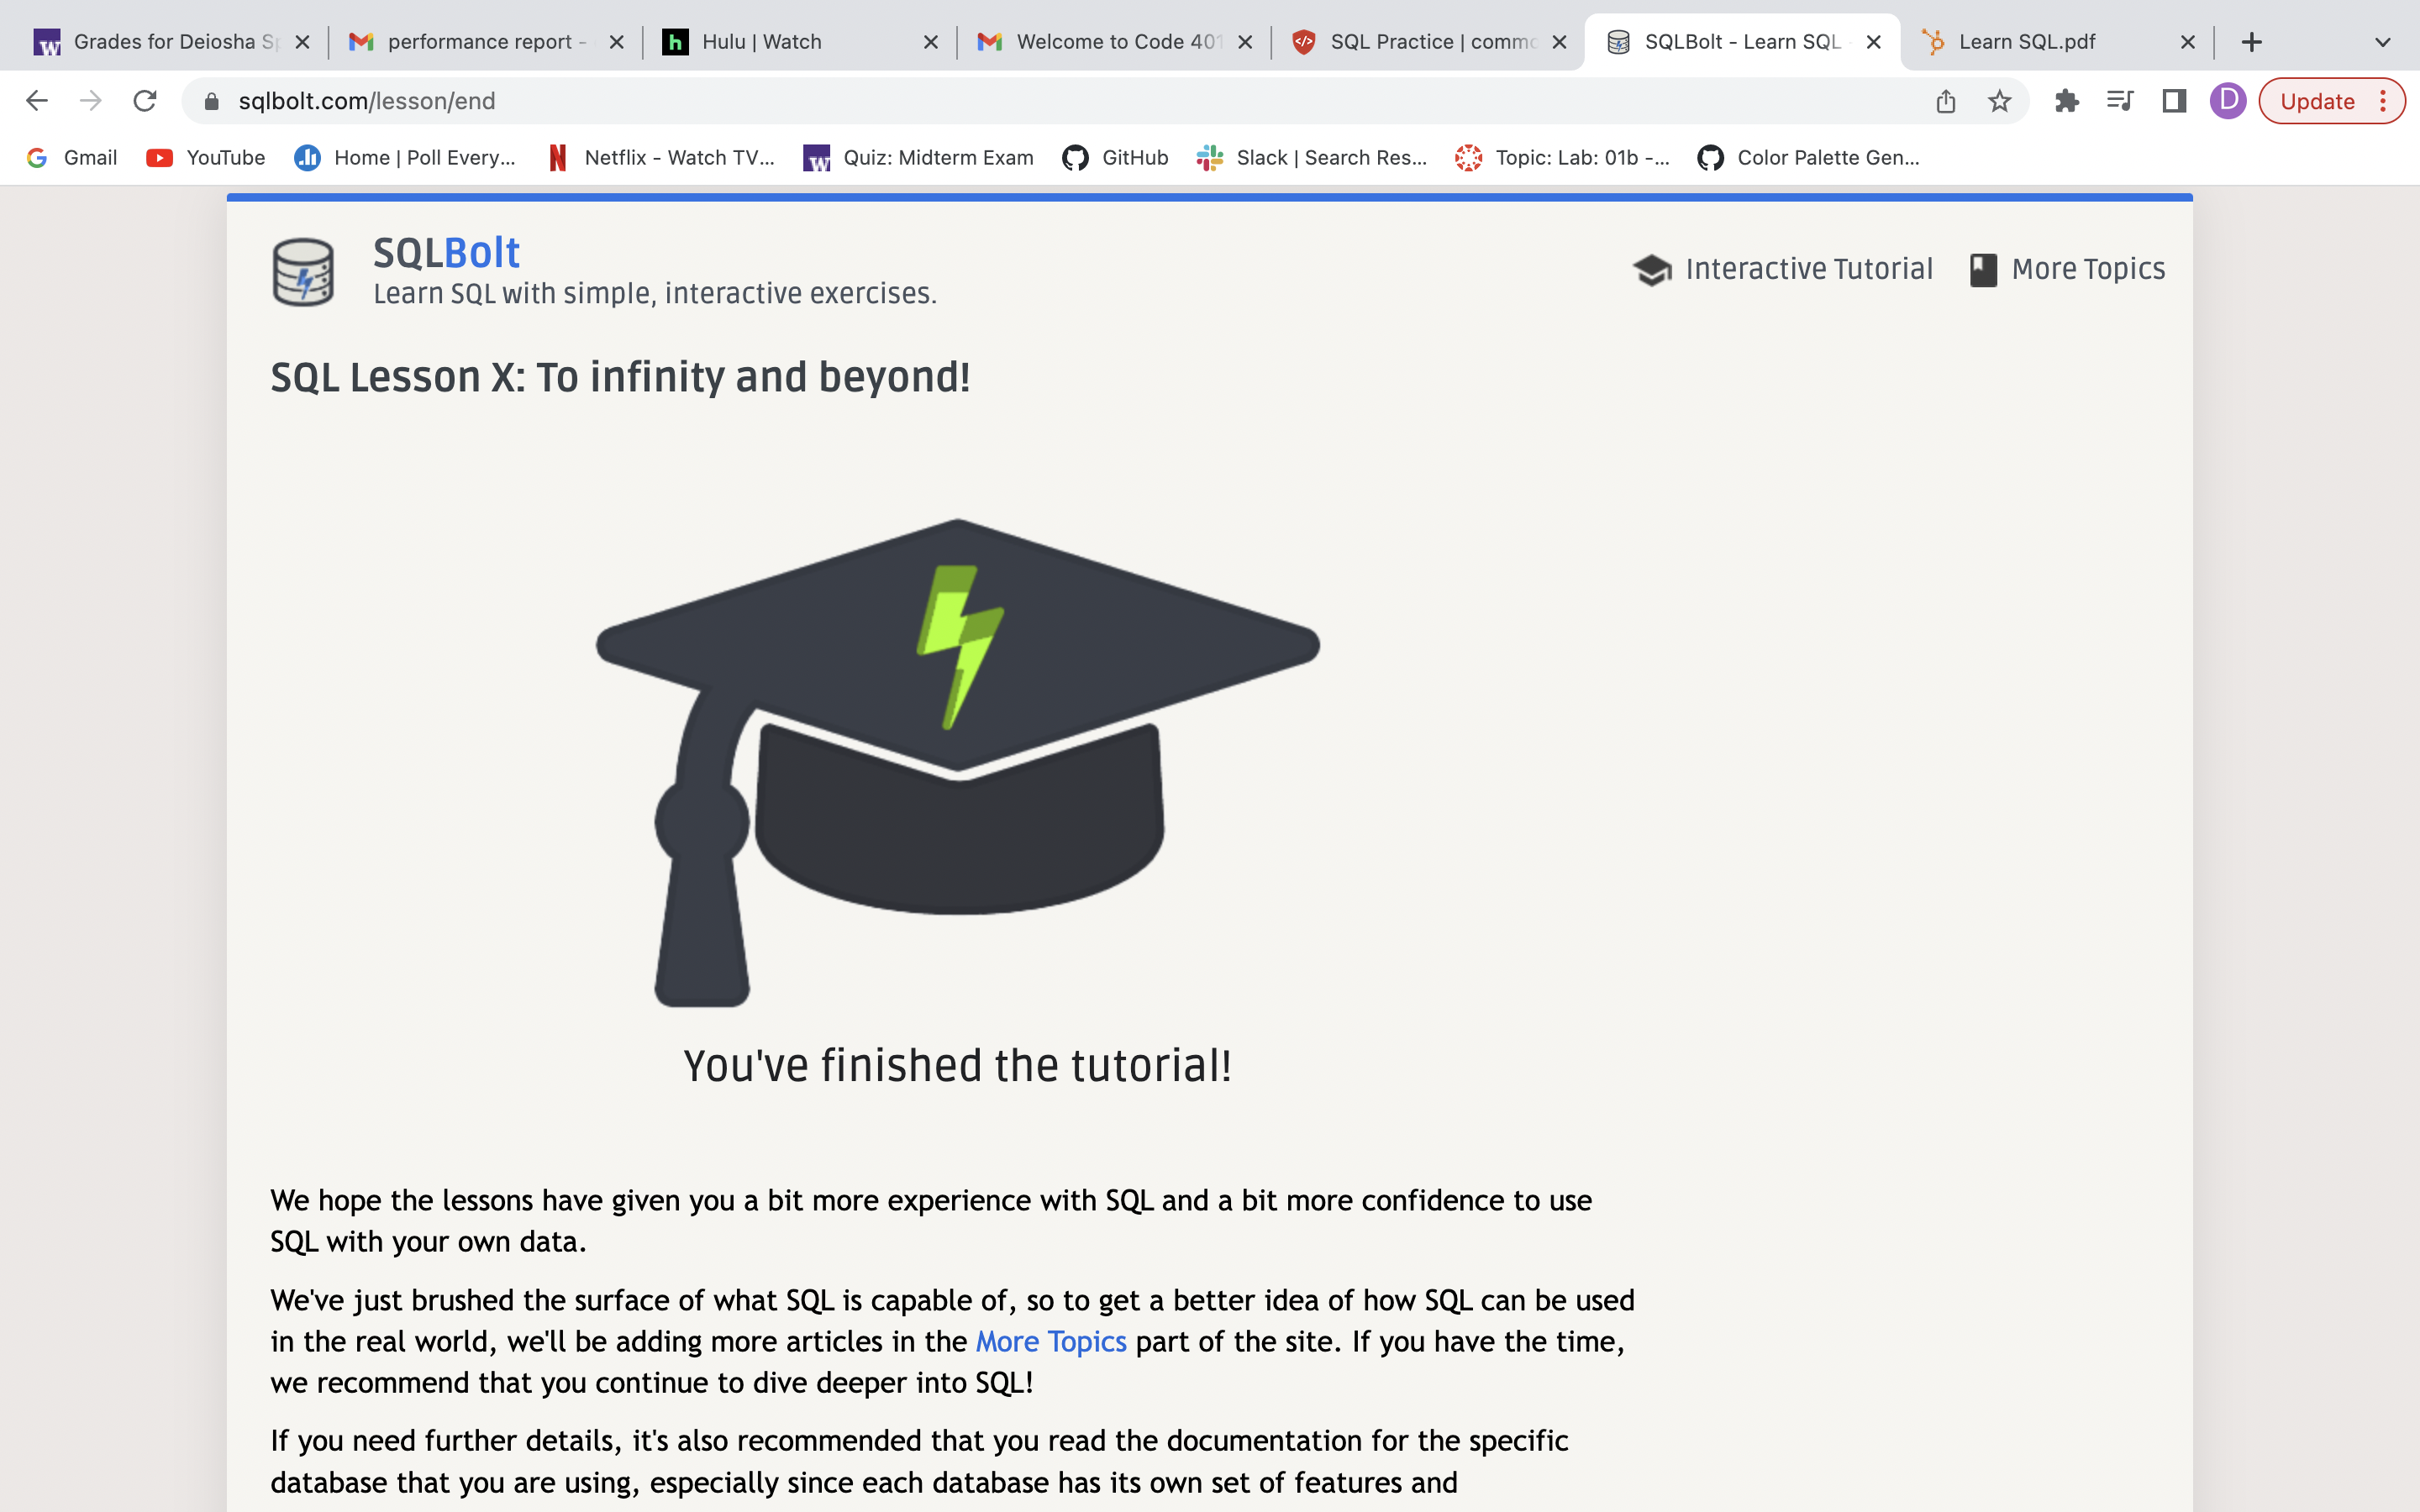 Grades for Deiosha Sp
performance report -
Hulu | Watch
Welcome to Code 401
SQL Practice | commo
SQLBolt - Learn SQL -
Learn SQL.pdf
sqlbolt.com/lesson/end
D
Update
Gmail
YouTube
Home | Poll Every...
Netflix - Watch TV...
Quiz: Midterm Exam
GitHub
Slack | Search Res...
Topic: Lab: 01b -...
Color Palette Gen...
SQLBolt
Learn SQL with simple, interactive exercises.
Interactive Tutorial
More Topics
SQL Lesson X: To infinity and beyond!
You've finished the tutorial!
We hope the lessons have given you a bit more experience with SQL and a bit more confidence to use
SQL with your own data.
We've just brushed the surface of what SQL is capable of, so to get a better idea of how SQL can be used
in the real world, we'll be adding more articles in the More Topics part of the site. If you have the time,
we recommend that you continue to dive deeper into SQL!
If you need further details, it's also recommended that you read the documentation for the specific
database that you are using, especially since each database has its own set of features and